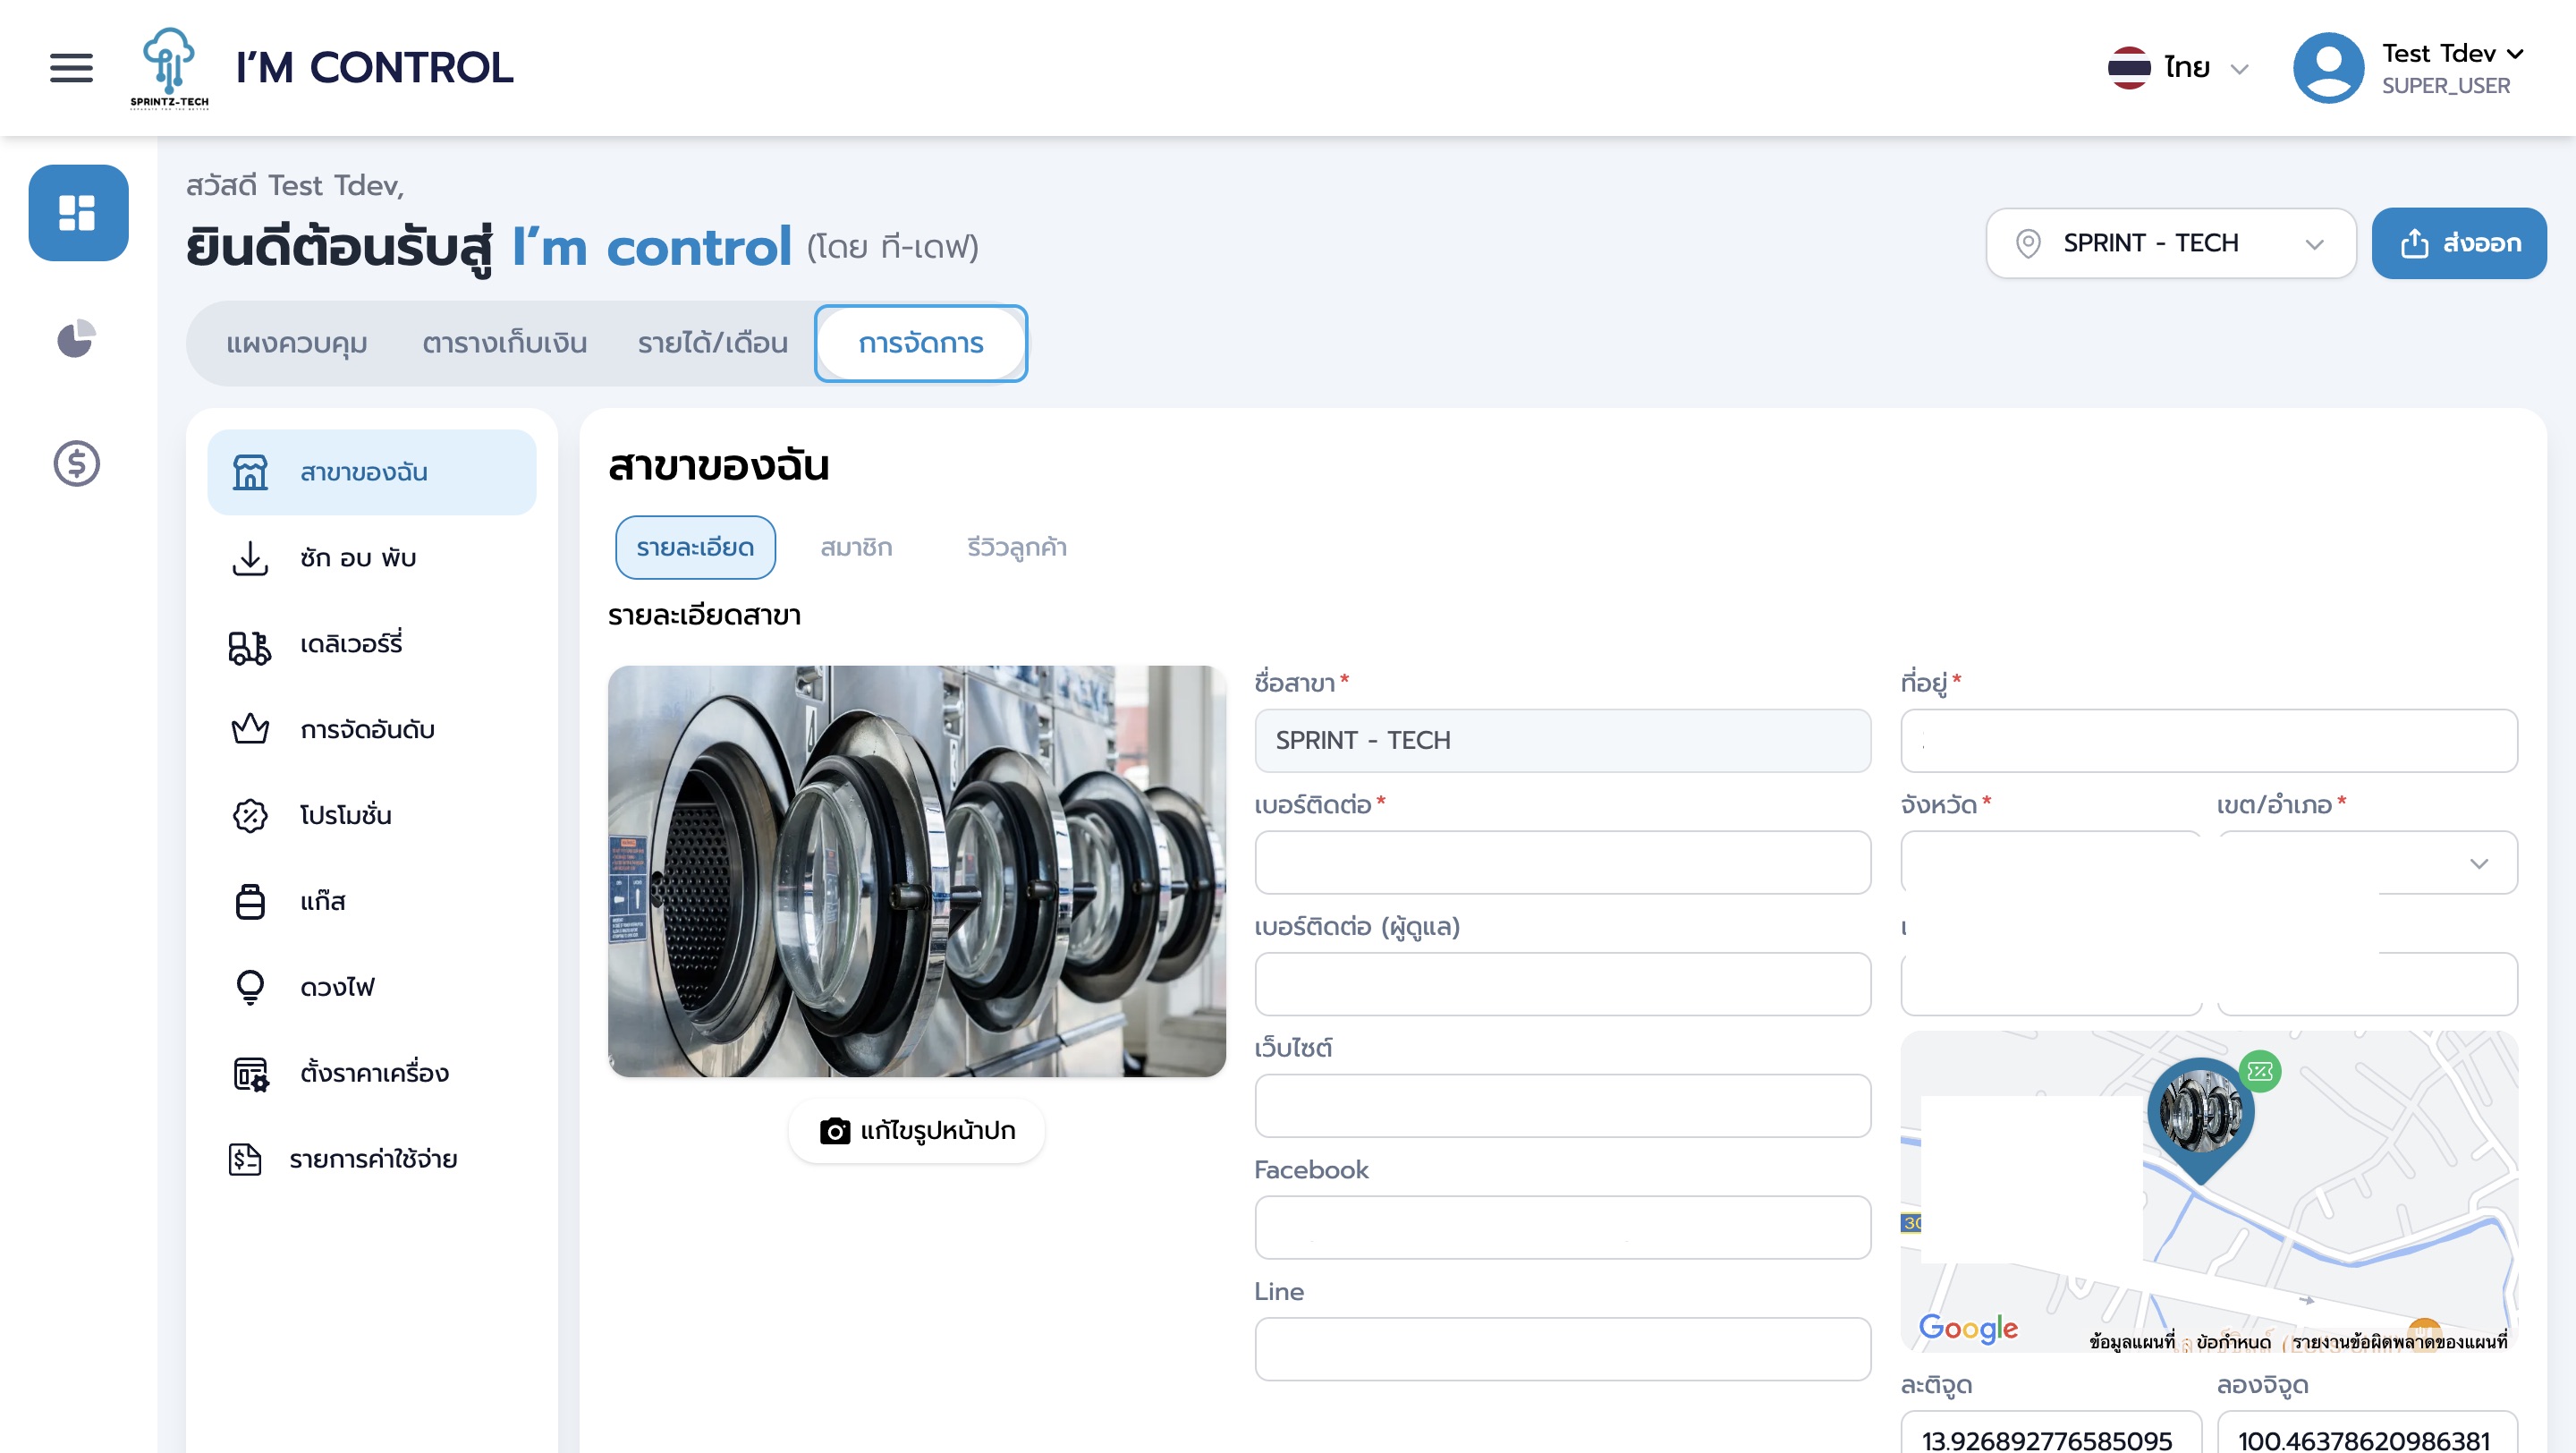 SPRINTZ-TECH
I'M CONTROL
ไทย
Test Tdev
SUPER_USER
สวัสดี Test Tdev,
ยินดีต้อนรับสู่ I'm control (โดย ที-เดฟ)
SPRINT - TECH
ส่งออก
แผงควบคุม
ตารางเก็บเงิน
รายได้/เดือน
การจัดการ
สาขาของฉัน
ซัก อบ พับ
เดลิเวอร์รี่
การจัดอันดับ
โปรโมชั่น
แก๊ส
ดวงไฟ
ตั้งราคาเครื่อง
รายการค่าใช้จ่าย
สาขาของฉัน
รายละเอียด
สมาชิก
รีวิวลูกค้า
รายละเอียดสาขา
แก้ไขรูปหน้าปก
ชื่อสาขา*
SPRINT - TECH
เบอร์ติดต่อ*
เบอร์ติดต่อ (ผู้ดูแล)
เว็บไซต์
Facebook
Line
ที่อยู่*
จังหวัด*
เขต/อำเภอ*
Google
ข้อมูลแผนที่
ข้อกำหนด
รายงานข้อผิดพลาดของแผนที่
ละติจูด
ลองจิจูด
13.926892776585095
100.46378620986381